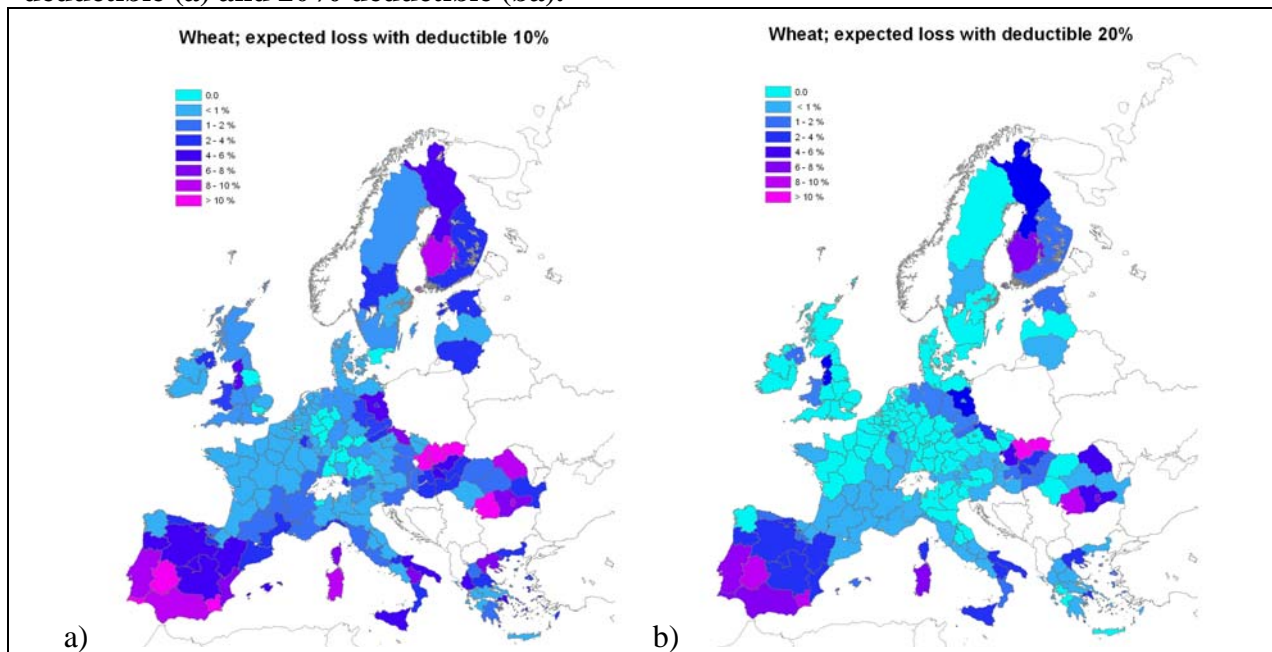 deductible (a) and 20% deductible (ba).
Wheat; expected loss with deductible 10%
0.0
< 1 %
1 - 2 %
2 - 4 %
4 - 6 %
6 - 8 %
8 - 10 %
> 10 %
a)
Wheat; expected loss with deductible 20%
0.0
< 1 %
1 - 2 %
2 - 4 %
4 - 6 %
6 - 8 %
8 - 10 %
> 10 %
b)